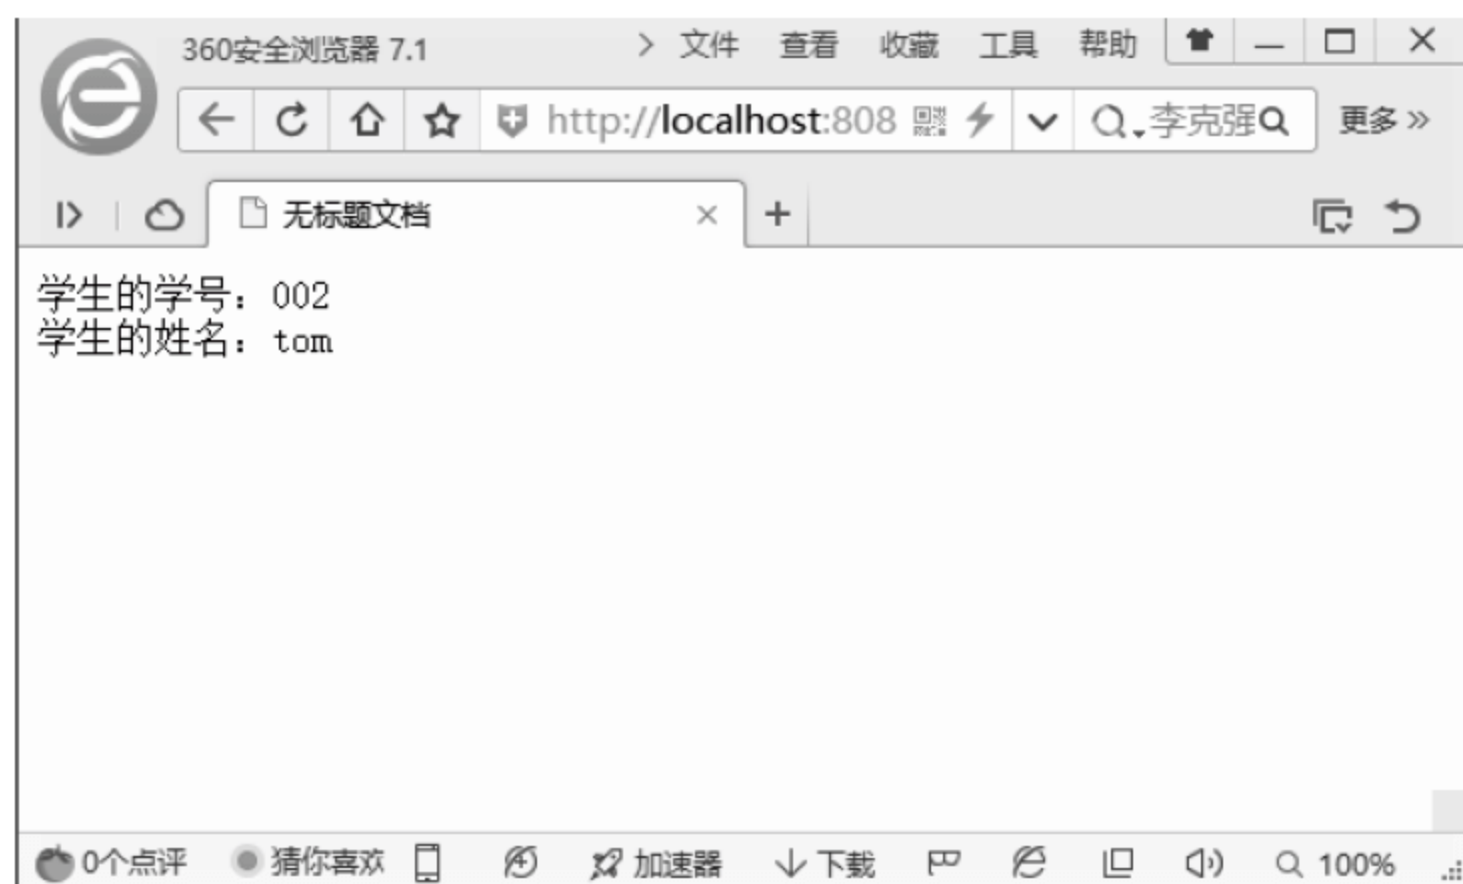 360安全浏览器 7.1
> 文件 查看 收藏 工具 帮助
http://localhost:808
李克强
更多 »
无标题文档
学生的学号：002
学生的姓名：tom
0个点评 猜你喜欢 加速器 下载 100%